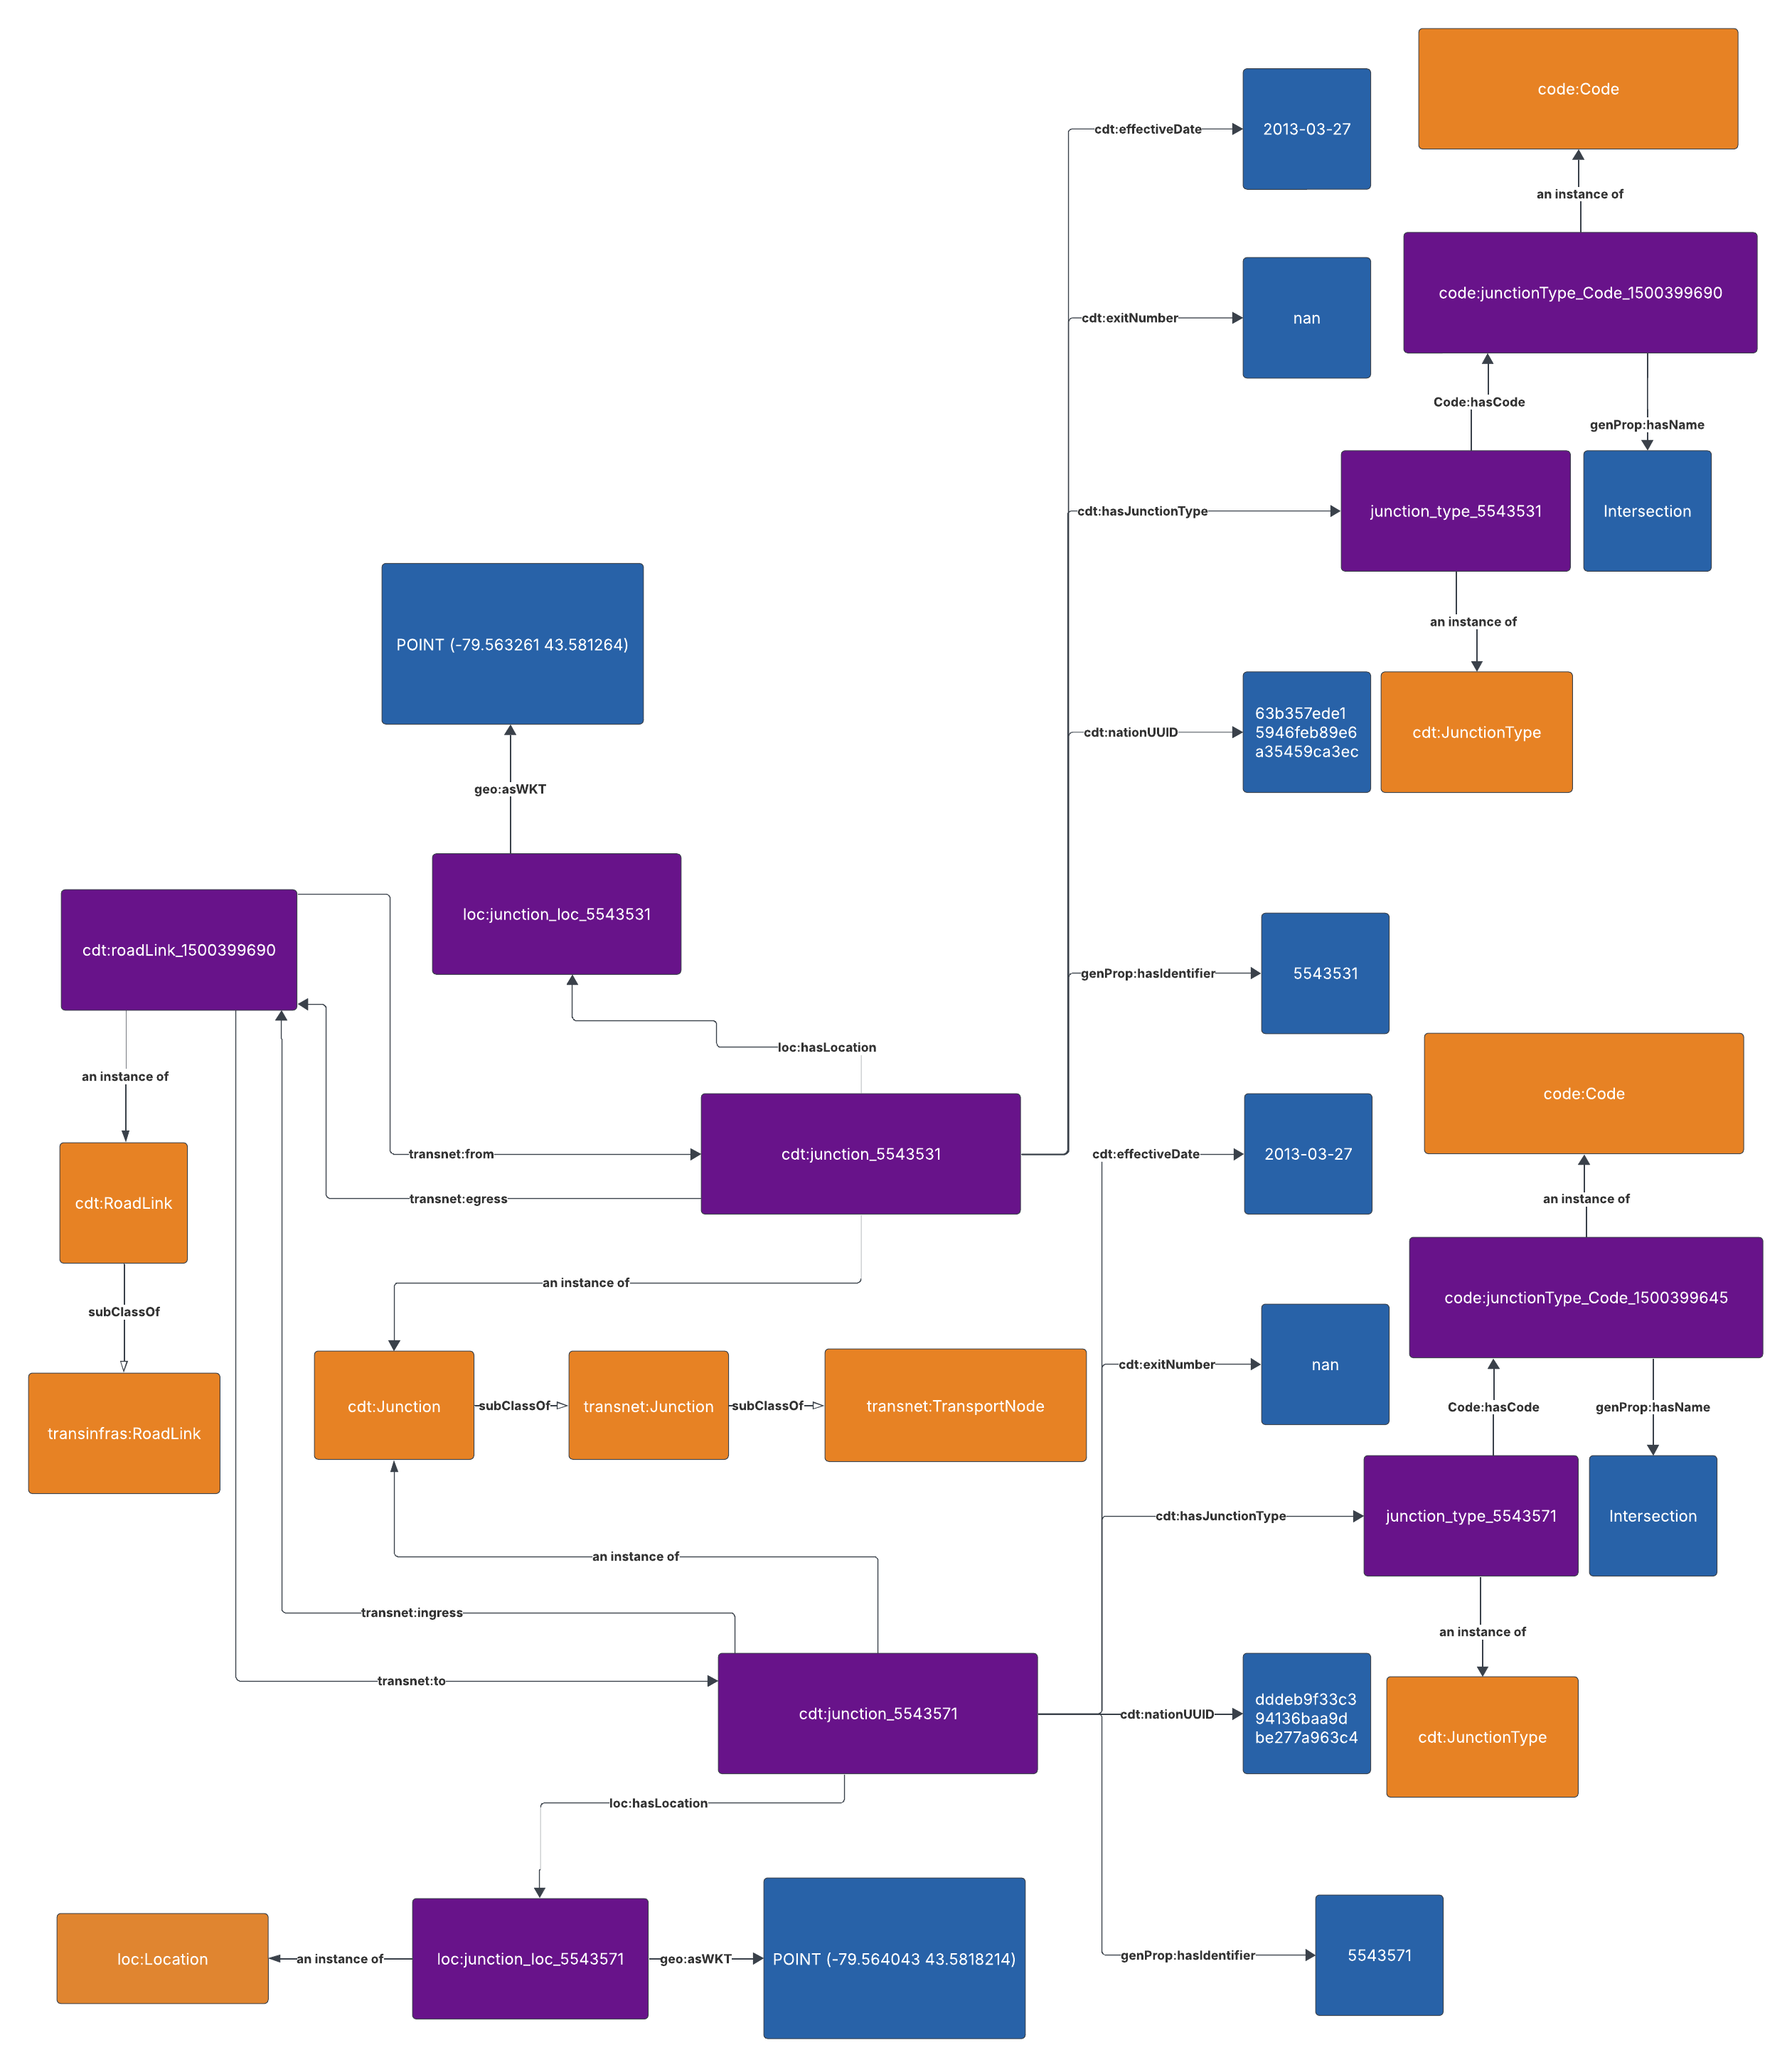 code:Code
cdt:effectiveDate
2013-03-27
an instance of
code:junctionType_Code_1500399690
cdt:exitNumber
nan
Code:hasCode
genProp:hasName
cdt:hasJunctionType
junction_type_5543531
Intersection
an instance of
POINT (-79.563261 43.581264)
cdt:nationUUID
63b357ede1
5946feb89e6
a35459ca3ec
cdt:JunctionType
geo:asWKT
loc:junction_loc_5543531
cdt:roadLink_1500399690
genProp:hasIdentifier
5543531
loc:hasLocation
an instance of
code:Code
transnet:from
cdt:junction_5543531
cdt:effectiveDate
2013-03-27
transnet:egress
an instance of
cdt:RoadLink
an instance of
code:junctionType_Code_1500399645
subClassOf
cdt:exitNumber
nan
cdt:Junction
subClassOf
transnet:Junction
subClassOf
transnet:TransportNode
Code:hasCode
genProp:hasName
transinfras:RoadLink
cdt:hasJunctionType
junction_type_5543571
Intersection
an instance of
transnet:ingress
an instance of
transnet:to
cdt:junction_5543571
cdt:nationUUID
dddeb9f33c3
94136baa9d
be277a963c4
cdt:JunctionType
loc:hasLocation
loc:Location
an instance of
loc:junction_loc_5543571
geo:asWKT
POINT (-79.564043 43.5818214)
genProp:hasIdentifier
5543571